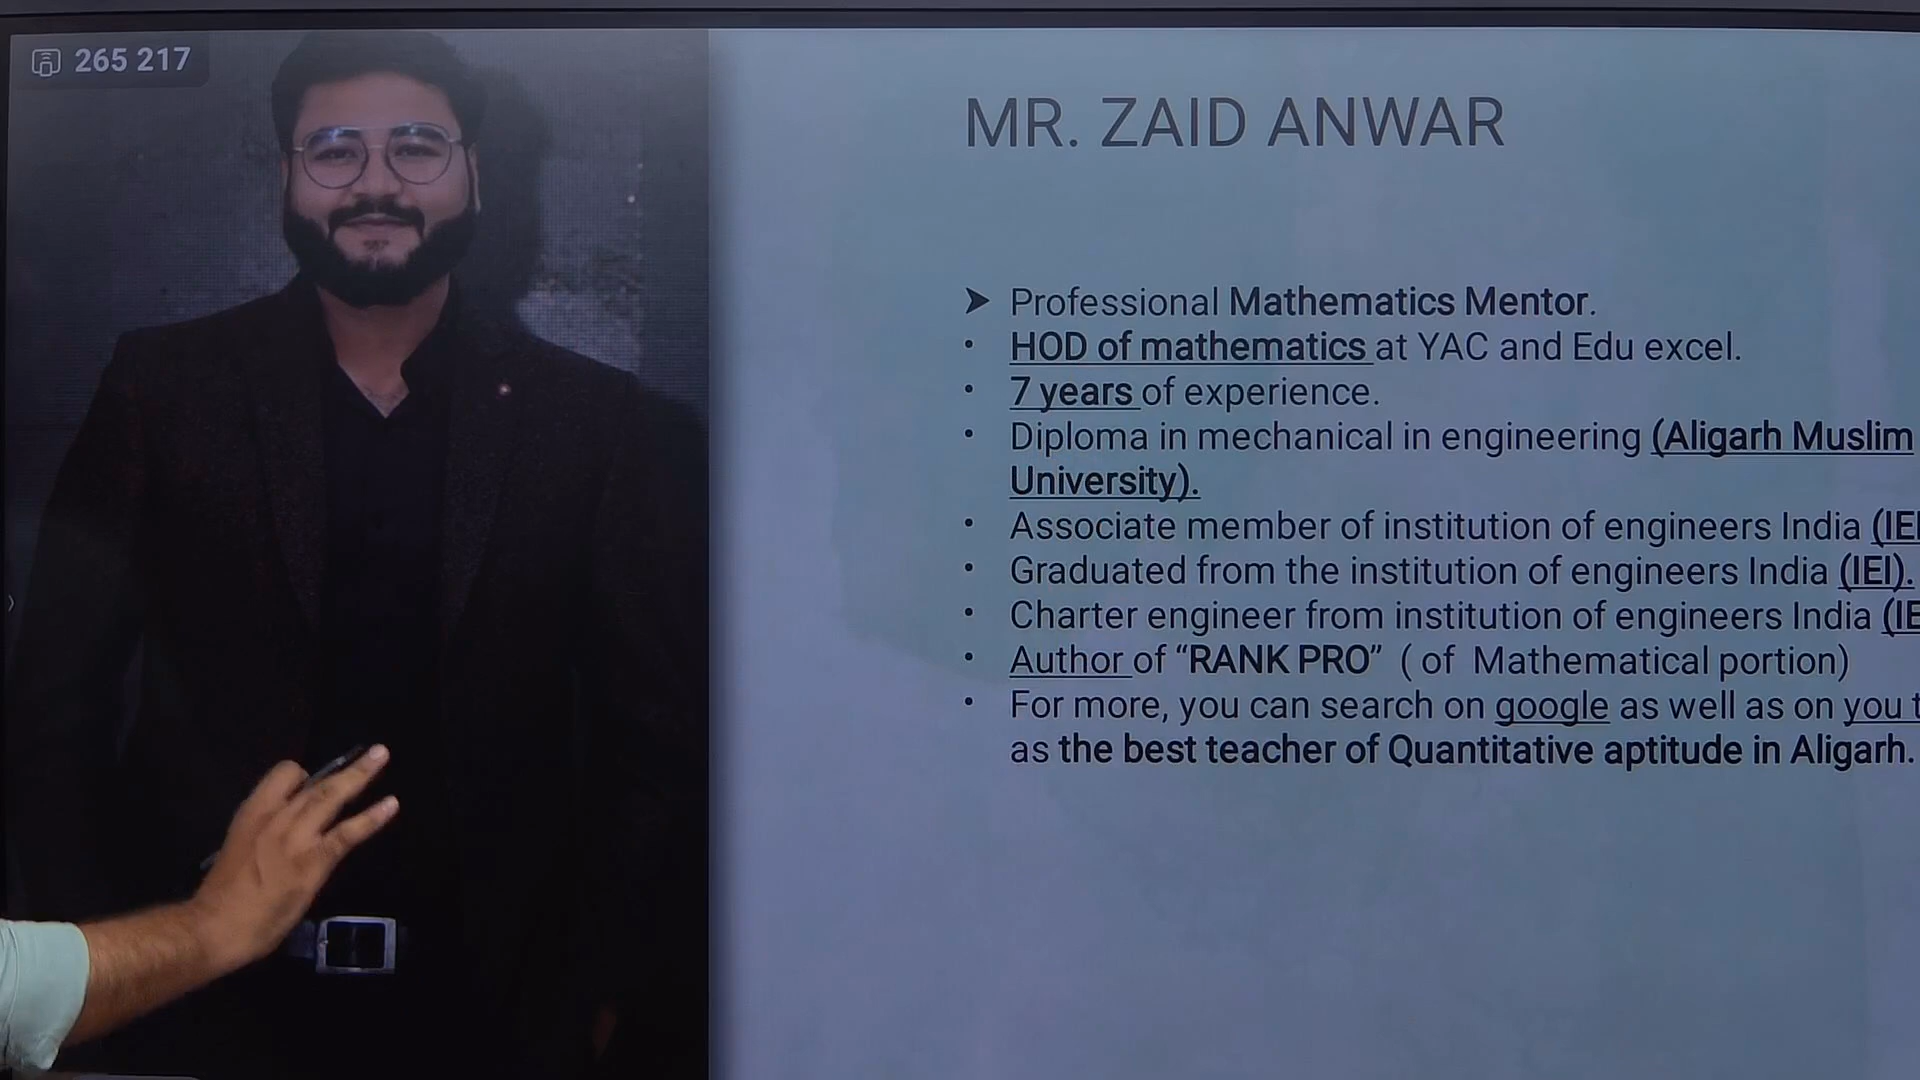 265 217
MR. ZAID ANWAR
➤ Professional Mathematics Mentor.
• HOD of mathematics at YAC and Edu excel.
• 7 years of experience.
• Diploma in mechanical in engineering (Aligarh Muslim
University).
• Associate member of institution of engineers India (IEI
• Graduated from the institution of engineers India (IEI).
• Charter engineer from institution of engineers India (IE
• Author of “RANK PRO” ( of Mathematical portion)
• For more, you can search on google as well as on you t
as the best teacher of Quantitative aptitude in Aligarh.